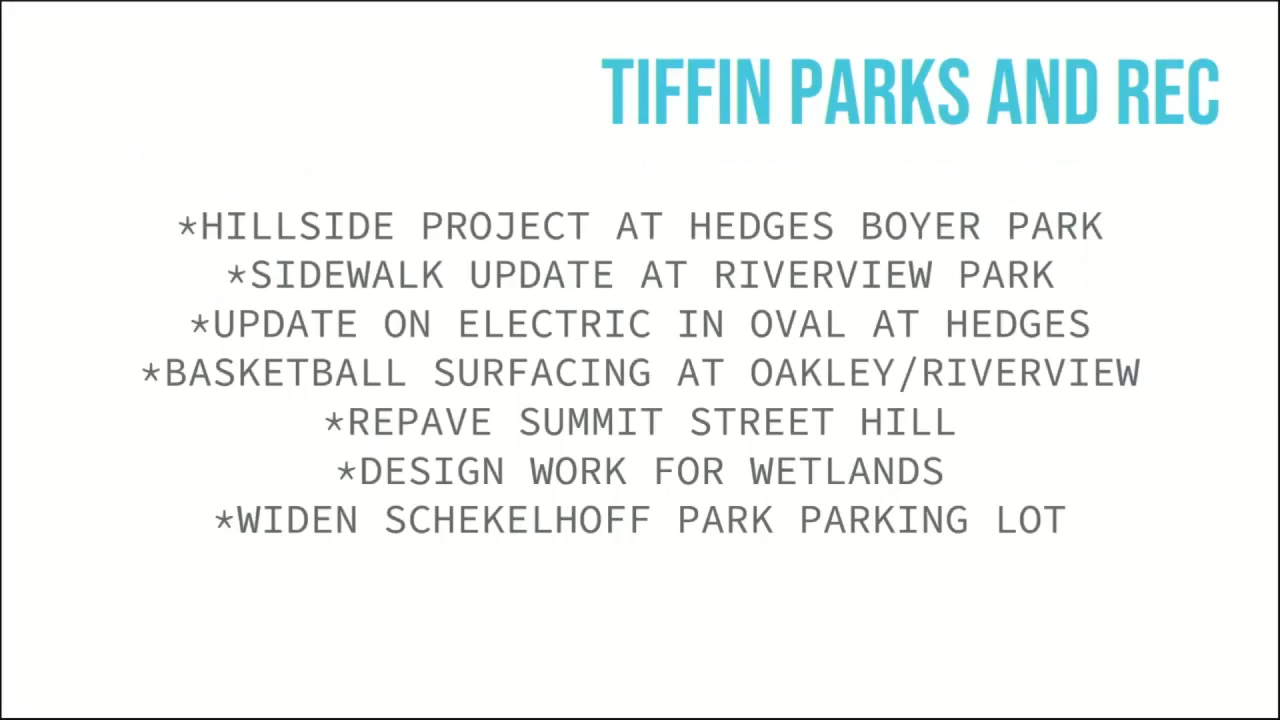 TIFFIN PARKS AND REC
*HILLSIDE PROJECT AT HEDGES BOYER PARK
*SIDEWALK UPDATE AT RIVERVIEW PARK
*UPDATE ON ELECTRIC IN OVAL AT HEDGES
*BASKETBALL SURFACING AT OAKLEY/RIVERVIEW
*REPAVE SUMMIT STREET HILL
*DESIGN WORK FOR WETLANDS
*WIDEN SCHEKELHOFF PARK PARKING LOT